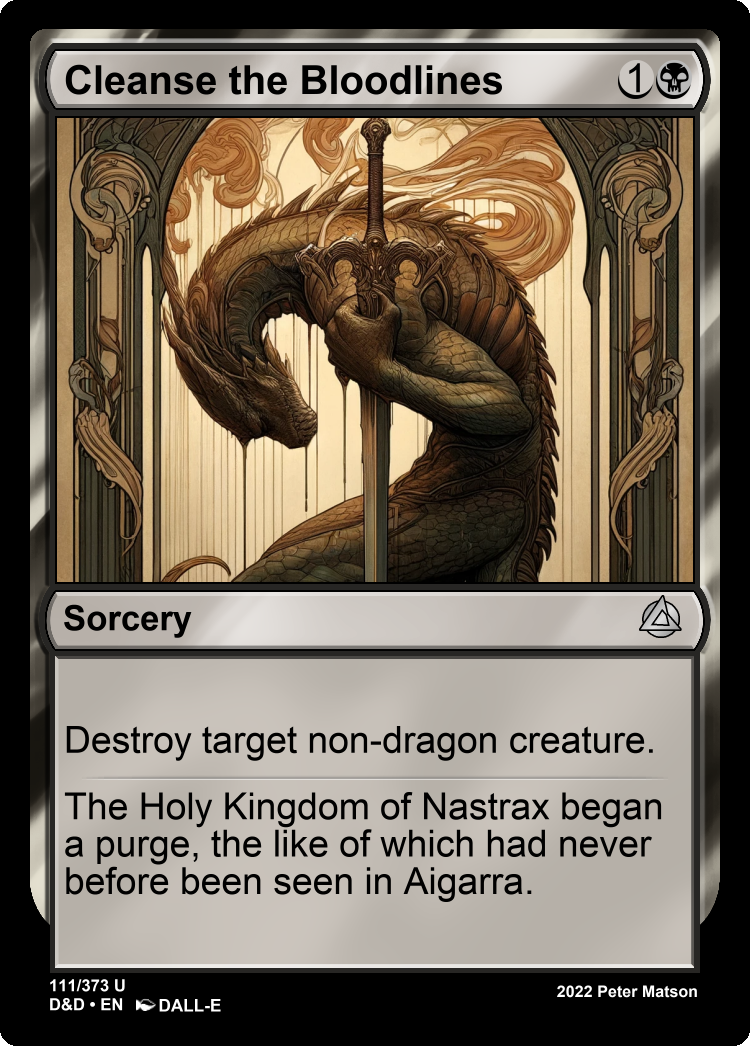 Cleanse the Bloodlines 1
Sorcery
Destroy target non-dragon creature.
The Holy Kingdom of Nastrax began
a purge, the like of which had never
before been seen in Aigarra.
111/373 U
D&D • EN DALL-E
2022 Peter Matson